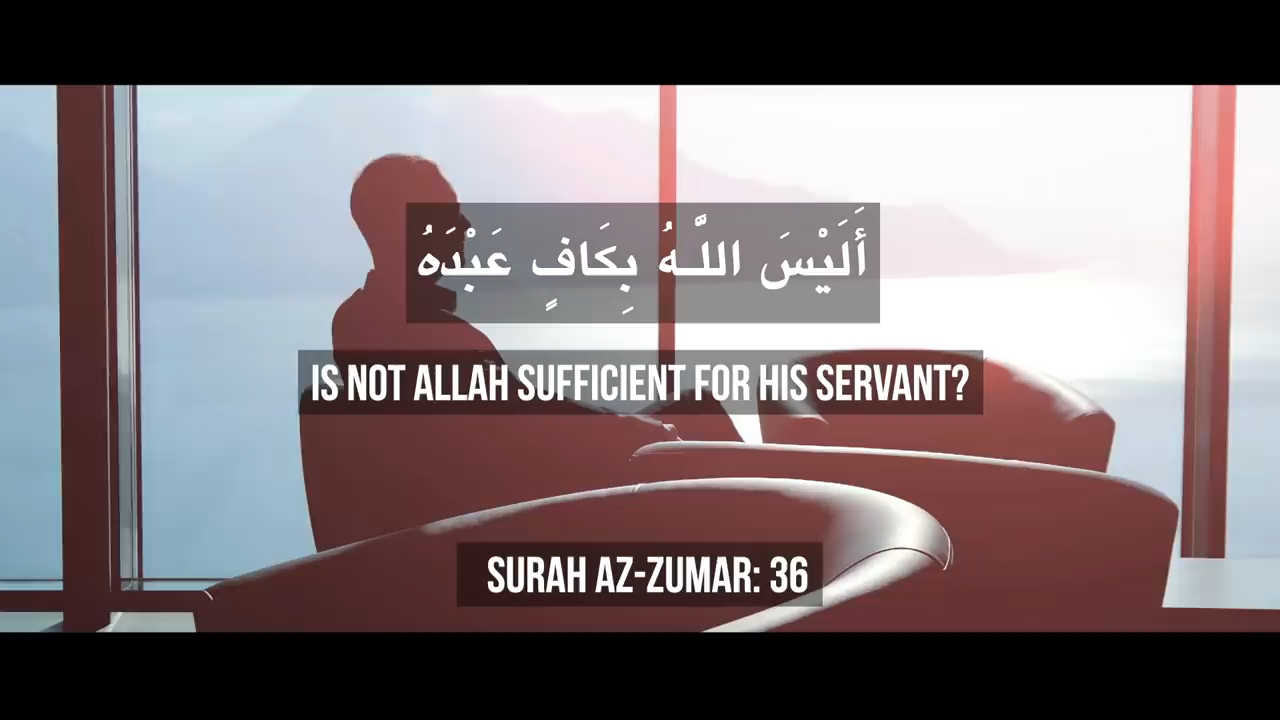 أَلَيْسَ اللَّـهُ بِكَافٍ عَبْدَهُ
IS NOT ALLAH SUFFICIENT FOR HIS SERVANT?
SURAH AZ-ZUMAR: 36